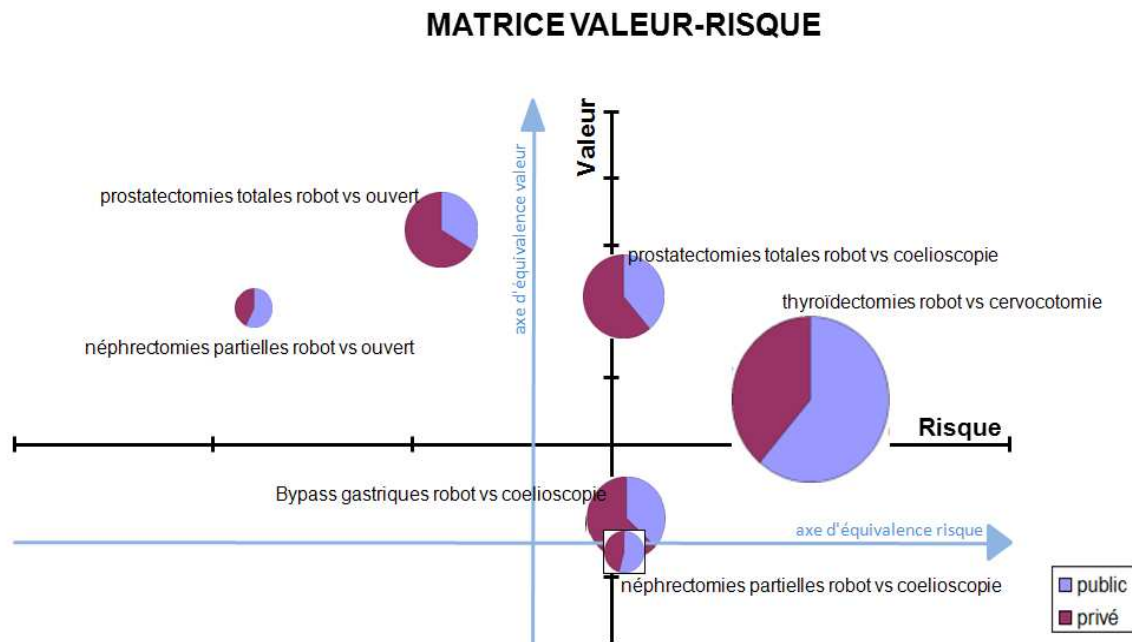 MATRICE VALEUR-RISQUE
axe d'équivalence valeur
Valeur
prostatectomies totales robot vs ouvert
prostatectomies totales robot vs coelioscopie
thyroïdectomies robot vs cervocotomie
néphrectomies partielles robot vs ouvert
Risque
Bypass gastriques robot vs coelioscopie
axe d'équivalence risque
néphrectomies partielles robot vs coelioscopie
public
privé